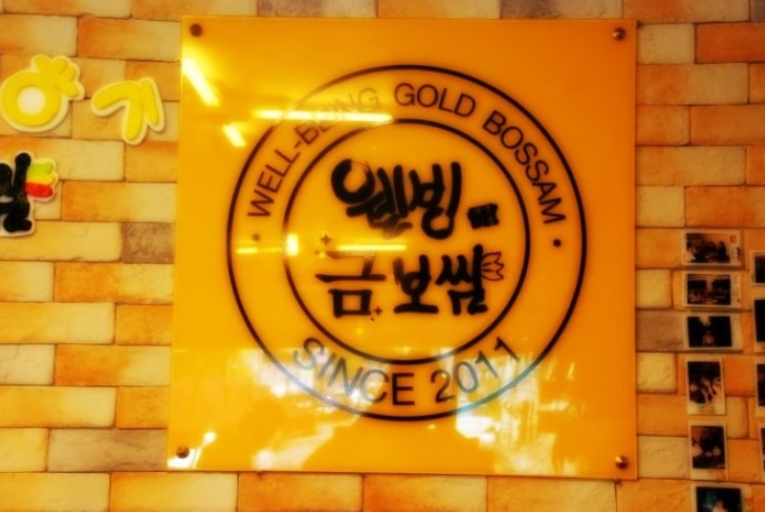 WELL-BEING GOLD BOSSAM
웰빙
금보쌈
SINCE 2011